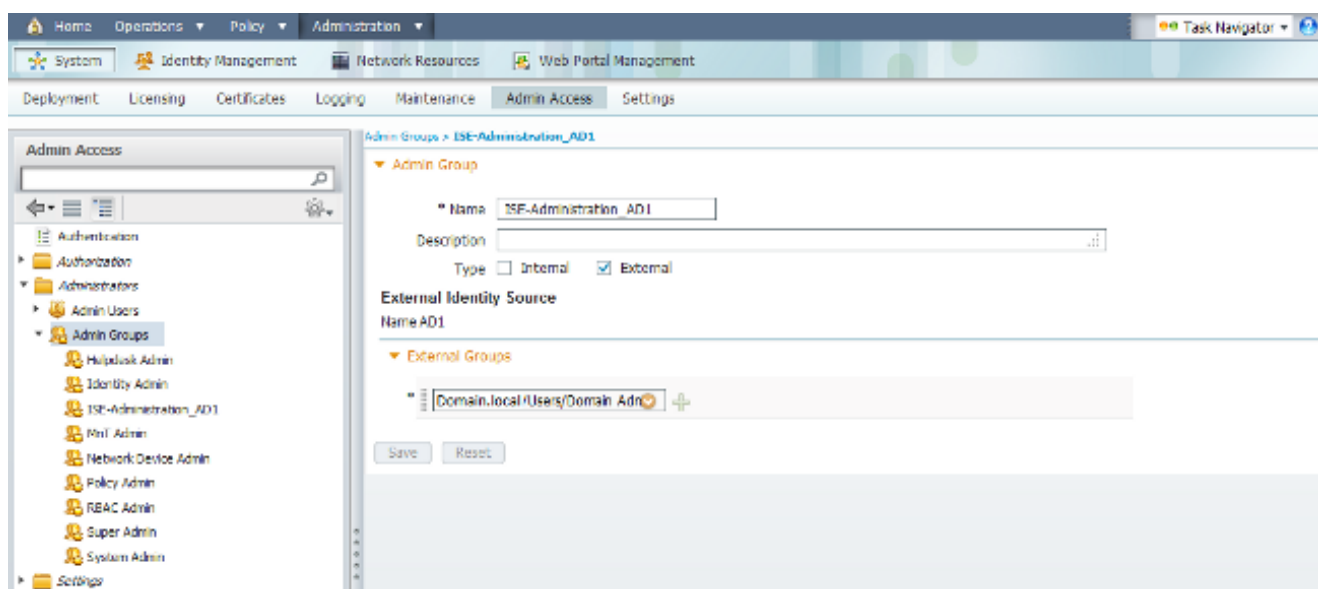 Home Operations Policy Administration Task Navigator
System Identity Management Network Resources Web Portal Management
Deployment Licensing Certificates Logging Maintenance Admin Access Settings
Admin Access
Authentication
Authorization
Administrators
Admin Users
Admin Groups
Helpdesk Admin
Identity Admin
ISE-Administration_AD1
MnT Admin
Network Device Admin
Policy Admin
RBAC Admin
Super Admin
System Admin
Settings
Admin Groups > ISE-Administration_AD1
Admin Group
* Name ISE-Administration_AD1
Description
Type Internal External
External Identity Source
Name AD1
External Groups
* Domain.local/Users/Domain Adm
Save Reset